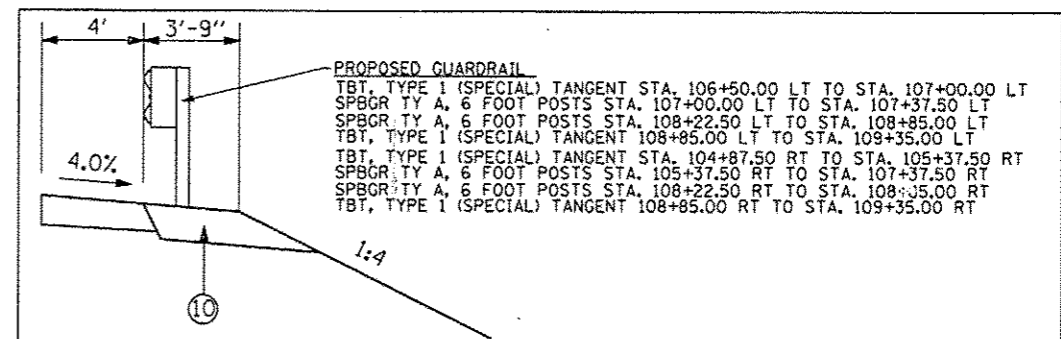 4' 3'-9"
PROPOSED GUARDRAIL
TBT, TYPE 1 (SPECIAL) TANGENT STA. 106+50.00 LT TO STA. 107+00.00 LT
SPBGR TY A, 6 FOOT POSTS STA. 107+00.00 LT TO STA. 107+37.50 LT
SPBGR TY A, 6 FOOT POSTS STA. 108+22.50 LT TO STA. 108+85.00 LT
TBT, TYPE 1 (SPECIAL) TANGENT 108+85.00 LT TO STA. 109+35.00 LT
TBT, TYPE 1 (SPECIAL) TANGENT STA. 104+87.50 RT TO STA. 105+37.50 RT
SPBGR TY A, 6 FOOT POSTS STA. 105+37.50 RT TO STA. 107+37.50 RT
SPBGR TY A, 6 FOOT POSTS STA. 108+22.50 RT TO STA. RT
TBT, TYPE 1 (SPECIAL) TANGENT 108+85.00 RT TO STA. 109+35.00 RT
4.0%
1:4
10